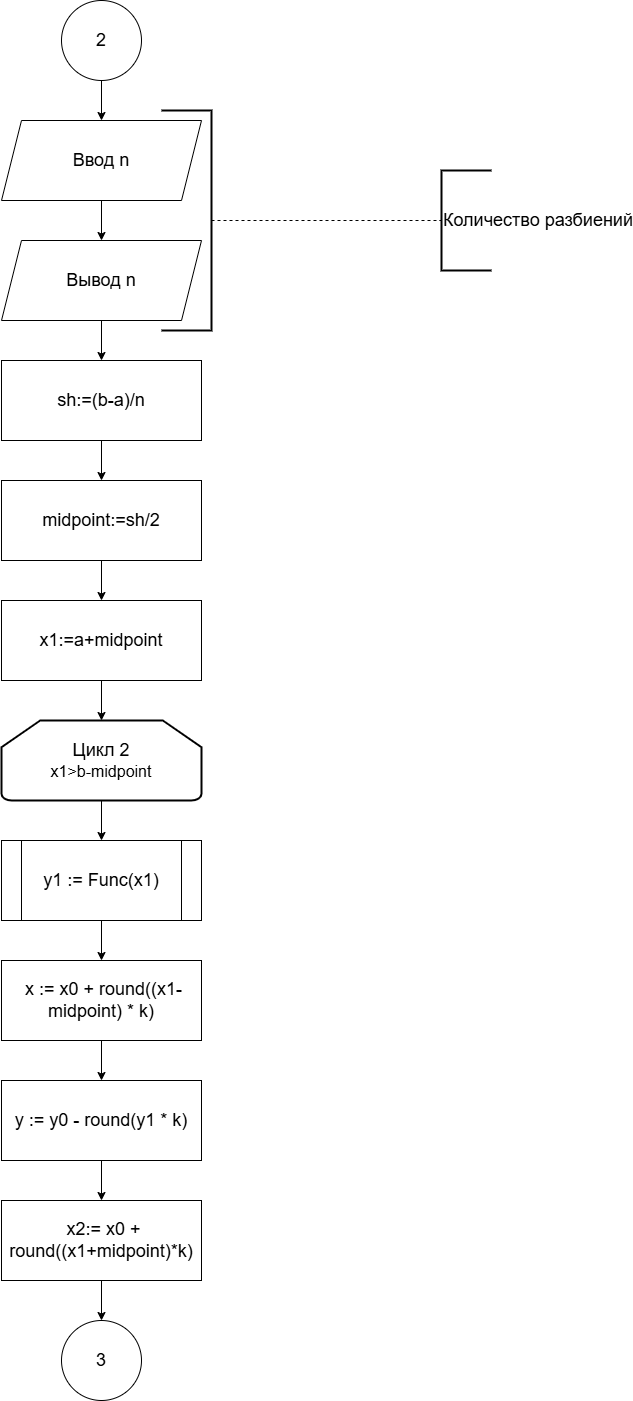 2
Ввод n
Количество разбиений
Вывод n
sh:=(b-a)/n
midpoint:=sh/2
x1:=a+midpoint
Цикл 2
x1>b-midpoint
y1 := Func(x1)
x := x0 + round((x1-
midpoint) * k)
y := y0 - round(y1 * k)
x2:= x0 +
round((x1+midpoint)*k)
3